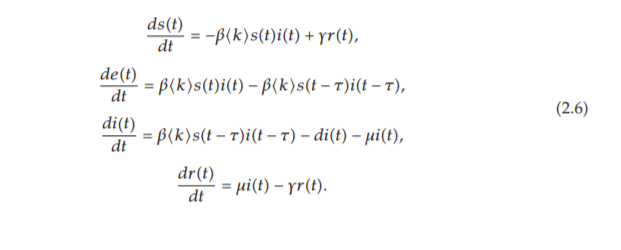 ds(t)/dt = −β⟨k⟩s(t)i(t) + γr(t),
de(t)/dt = β⟨k⟩s(t)i(t) − β⟨k⟩s(t − τ)i(t − τ),
(2.6)
di(t)/dt = β⟨k⟩s(t − τ)i(t − τ) − di(t) − μi(t),
dr(t)/dt = μi(t) − γr(t).